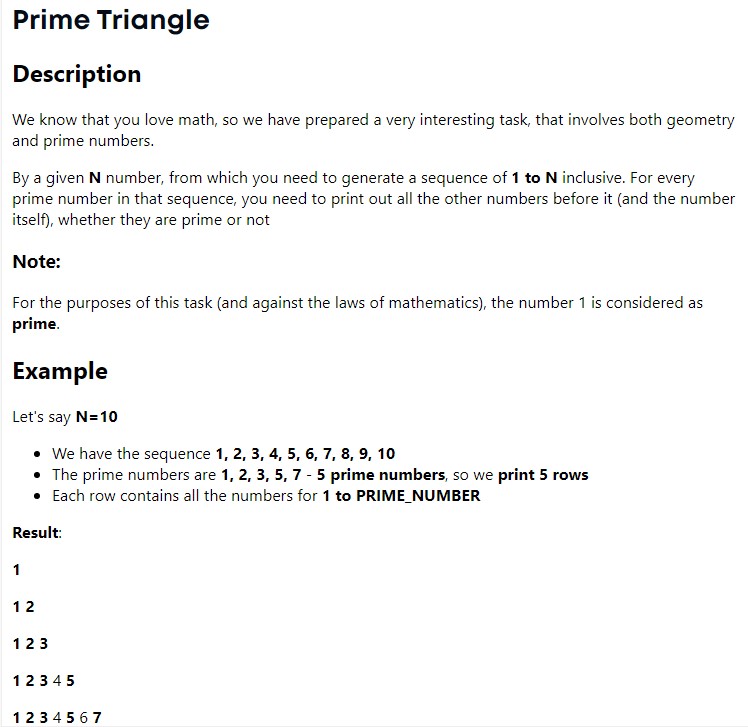 Prime Triangle
Description
We know that you love math, so we have prepared a very interesting task, that involves both geometry
and prime numbers.
By a given N number, from which you need to generate a sequence of 1 to N inclusive. For every
prime number in that sequence, you need to print out all the other numbers before it (and the number
itself), whether they are prime or not
Note:
For the purposes of this task (and against the laws of mathematics), the number 1 is considered as
prime.
Example
Let's say N=10
• We have the sequence 1, 2, 3, 4, 5, 6, 7, 8, 9, 10
• The prime numbers are 1, 2, 3, 5, 7 - 5 prime numbers, so we print 5 rows
• Each row contains all the numbers for 1 to PRIME_NUMBER
Result:
1
1 2
1 2 3
1 2 3 4 5
1 2 3 4 5 6 7